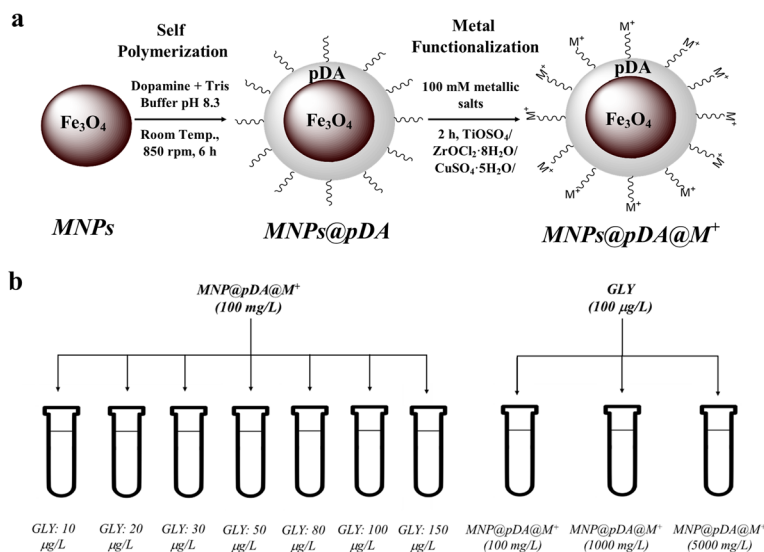 a
Self
Polymerization
Dopamine + Tris
Buffer pH 8.3
Room Temp.,
850 rpm, 6 h
Fe₃O₄
MNPs
pDA
Fe₃O₄
MNPs@pDA
Metal
Functionalization
100 mM metallic
salts
2 h, TiOSO₄/
ZrOCl₂·8H₂O/
CuSO₄·5H₂O/
M⁺
M⁺
M⁺
M⁺
M⁺
M⁺
M⁺
M⁺
M⁺
M⁺
M⁺
M⁺
pDA
Fe₃O₄
MNPs@pDA@M⁺
b
MNP@pDA@M⁺
(100 mg/L)
GLY
(100 µg/L)
GLY: 10
µg/L
GLY: 20
µg/L
GLY: 30
µg/L
GLY: 50
µg/L
GLY: 80
µg/L
GLY: 100
µg/L
GLY: 150
µg/L
MNP@pDA@M⁺
(100 mg/L)
MNP@pDA@M⁺
(1000 mg/L)
MNP@pDA@M⁺
(5000 mg/L)